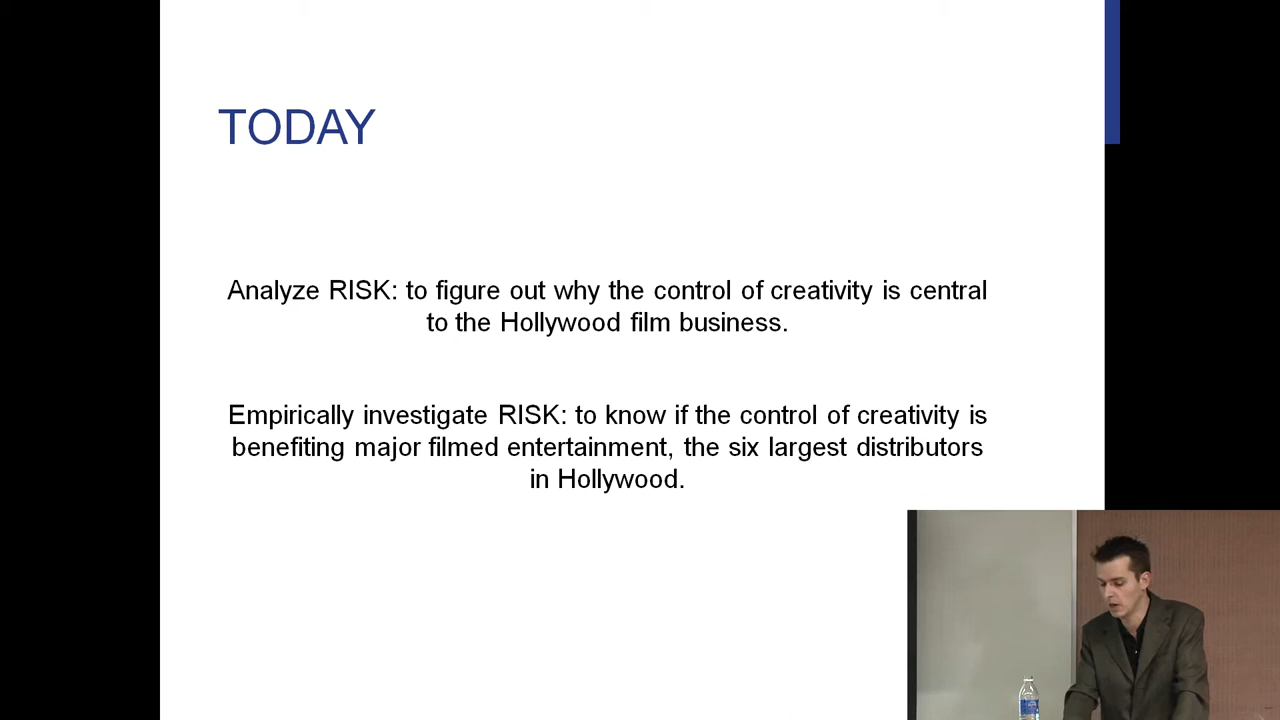 TODAY
Analyze RISK: to figure out why the control of creativity is central
to the Hollywood film business.
Empirically investigate RISK: to know if the control of creativity is
benefiting major filmed entertainment, the six largest distributors
in Hollywood.